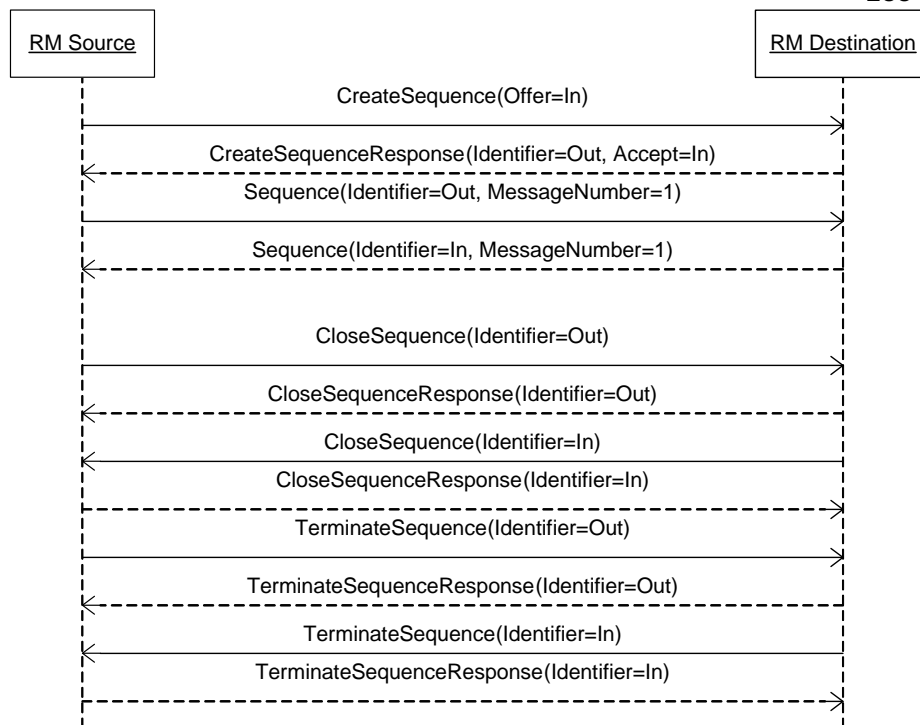 RM Source
RM Destination
CreateSequence(Offer=In)
CreateSequenceResponse(Identifier=Out, Accept=In)
Sequence(Identifier=Out, MessageNumber=1)
Sequence(Identifier=In, MessageNumber=1)
CloseSequence(Identifier=Out)
CloseSequenceResponse(Identifier=Out)
CloseSequence(Identifier=In)
CloseSequenceResponse(Identifier=In)
TerminateSequence(Identifier=Out)
TerminateSequenceResponse(Identifier=Out)
TerminateSequence(Identifier=In)
TerminateSequenceResponse(Identifier=In)